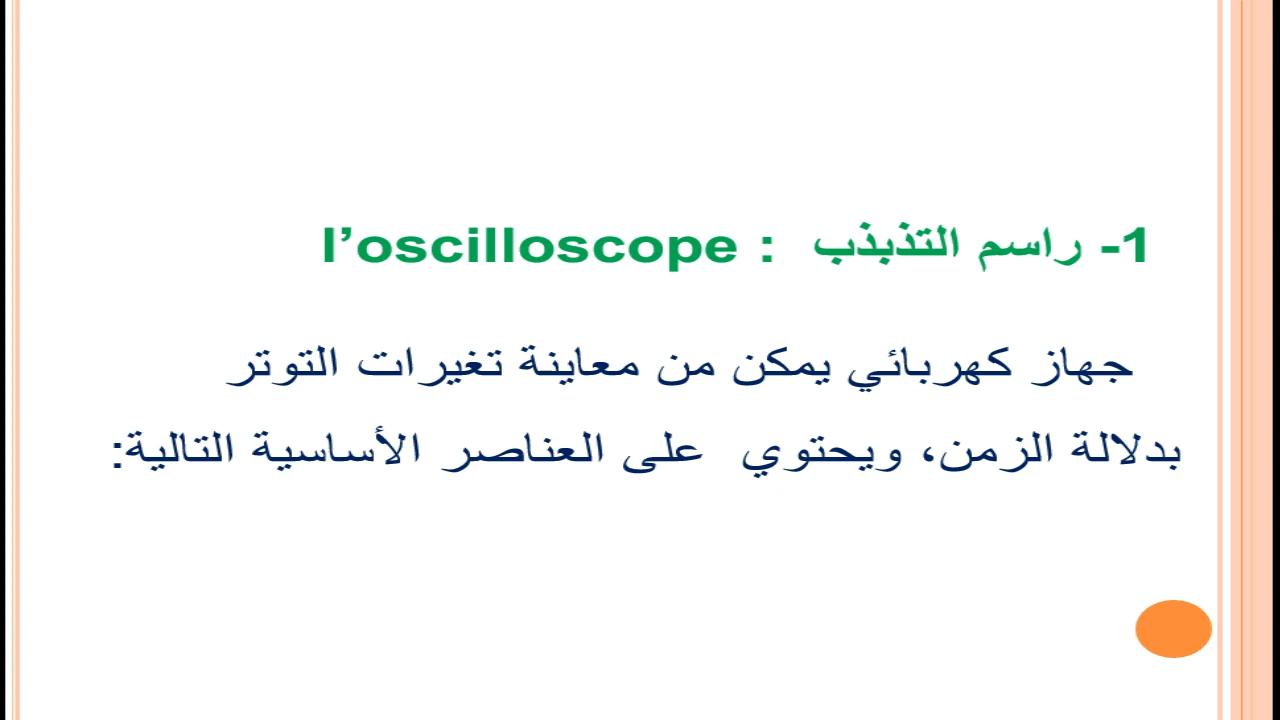 1- راسم التذبذب : l’oscilloscope
جهاز كهربائي يمكن من معاينة تغيرات التوتر
بدلالة الزمن، ويحتوي على العناصر الأساسية التالية: